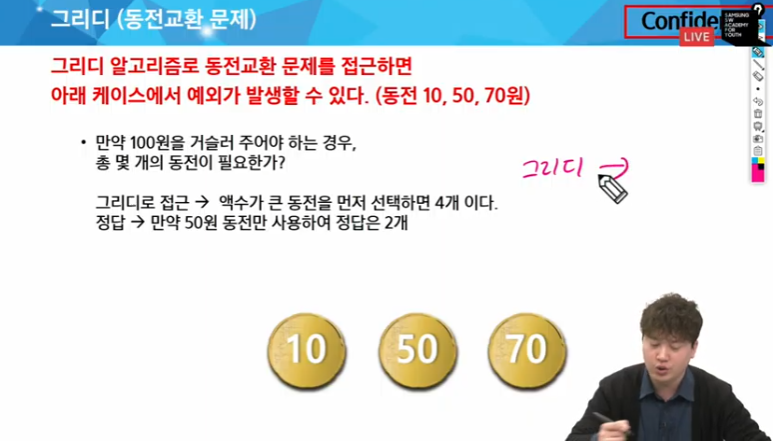 그리디 (동전교환 문제)
LIVE
SAMSUNG
SW
ACADEMY
FOR
YOUTH
그리디 알고리즘로 동전교환 문제를 접근하면
아래 케이스에서 예외가 발생할 수 있다. (동전 10, 50, 70원)
• 만약 100원을 거슬러 주어야 하는 경우,
총 몇 개의 동전이 필요한가?
그리디
그리디로 접근 → 액수가 큰 동전을 먼저 선택하면 4개 이다.
정답 → 만약 50원 동전만 사용하여 정답은 2개
10 50 70